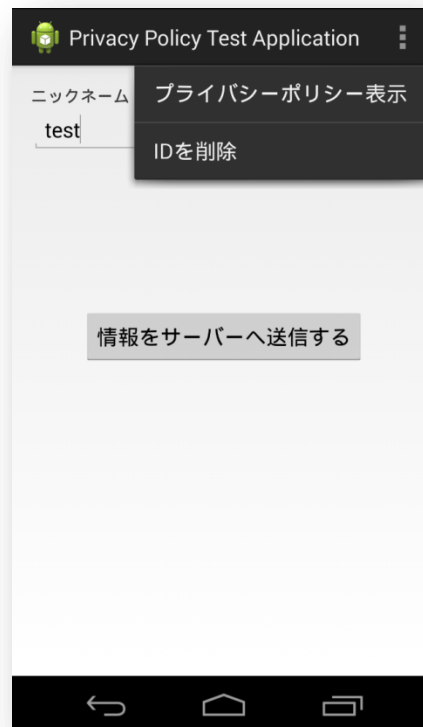 Privacy Policy Test Application
ニックネーム
プライバシーポリシー表示
test
IDを削除
情報をサーバーへ送信する